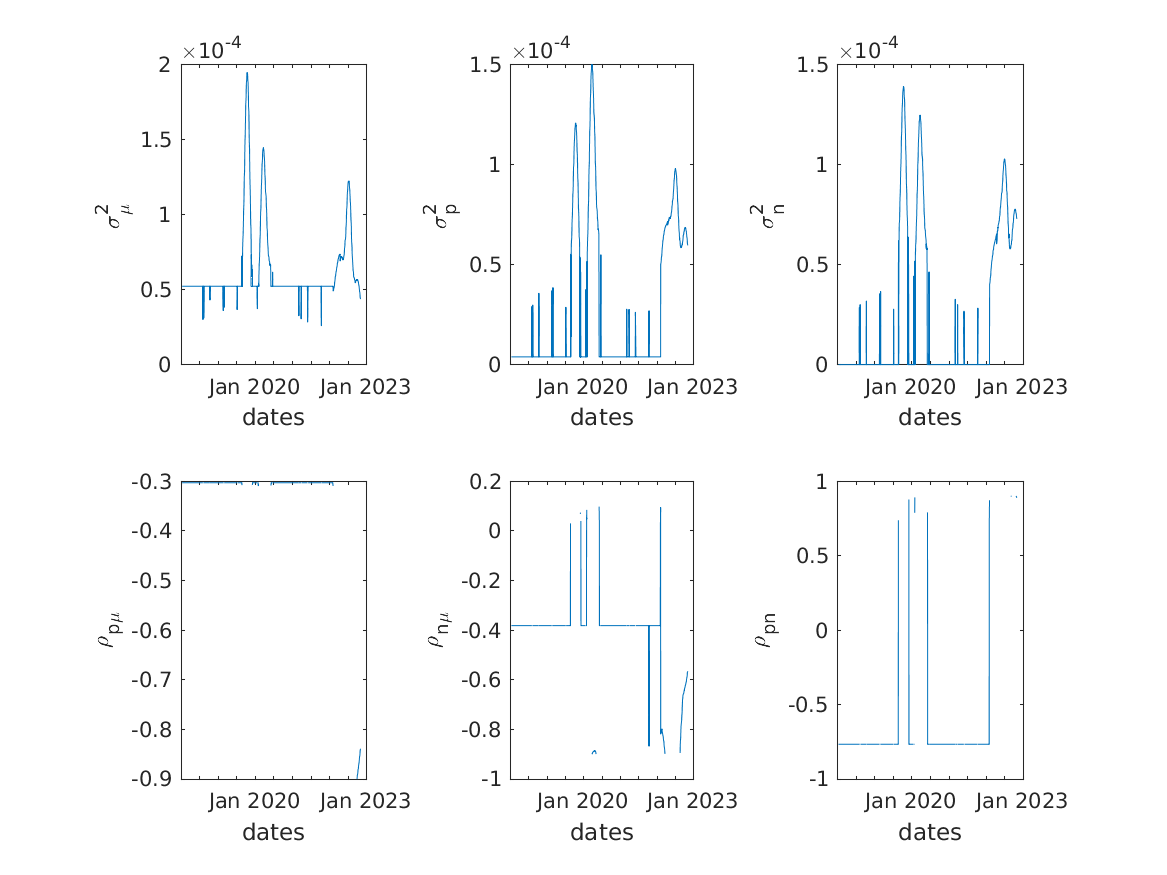 ×10⁻⁴ ×10⁻⁴ ×10⁻⁴
2 1.5 1.5
1.5
1 1
σ²μ 1 σ²p σ²n
0.5 0.5 0.5
0 0 0
Jan 2020 Jan 2023 Jan 2020 Jan 2023 Jan 2020 Jan 2023
dates dates dates
-0.3 0.2 1
-0.4 0 0.5
-0.5 -0.2
ρpμ -0.6 ρnμ -0.4 ρpn 0
-0.7 -0.6
-0.8 -0.8 -0.5
-0.9 -1 -1
Jan 2020 Jan 2023 Jan 2020 Jan 2023 Jan 2020 Jan 2023
dates dates dates